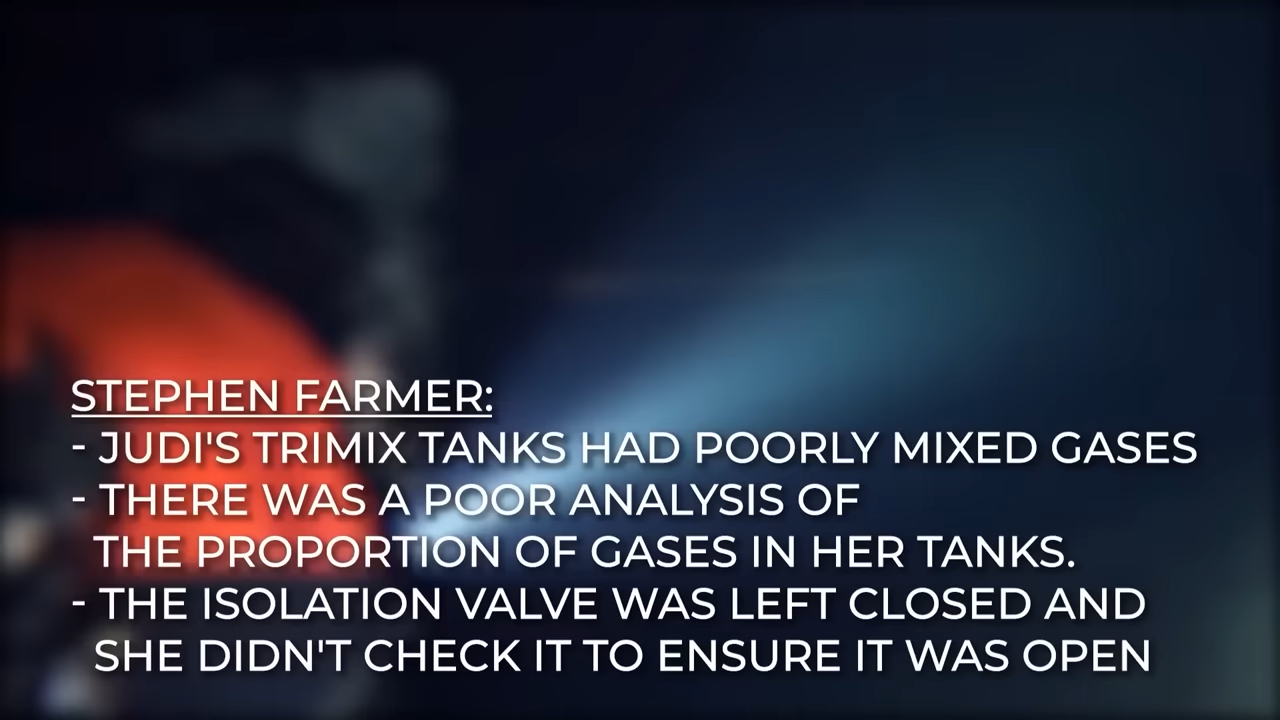 STEPHEN FARMER:
- JUDI'S TRIMIX TANKS HAD POORLY MIXED GASES
- THERE WAS A POOR ANALYSIS OF
THE PROPORTION OF GASES IN HER TANKS.
- THE ISOLATION VALVE WAS LEFT CLOSED AND
SHE DIDN'T CHECK IT TO ENSURE IT WAS OPEN